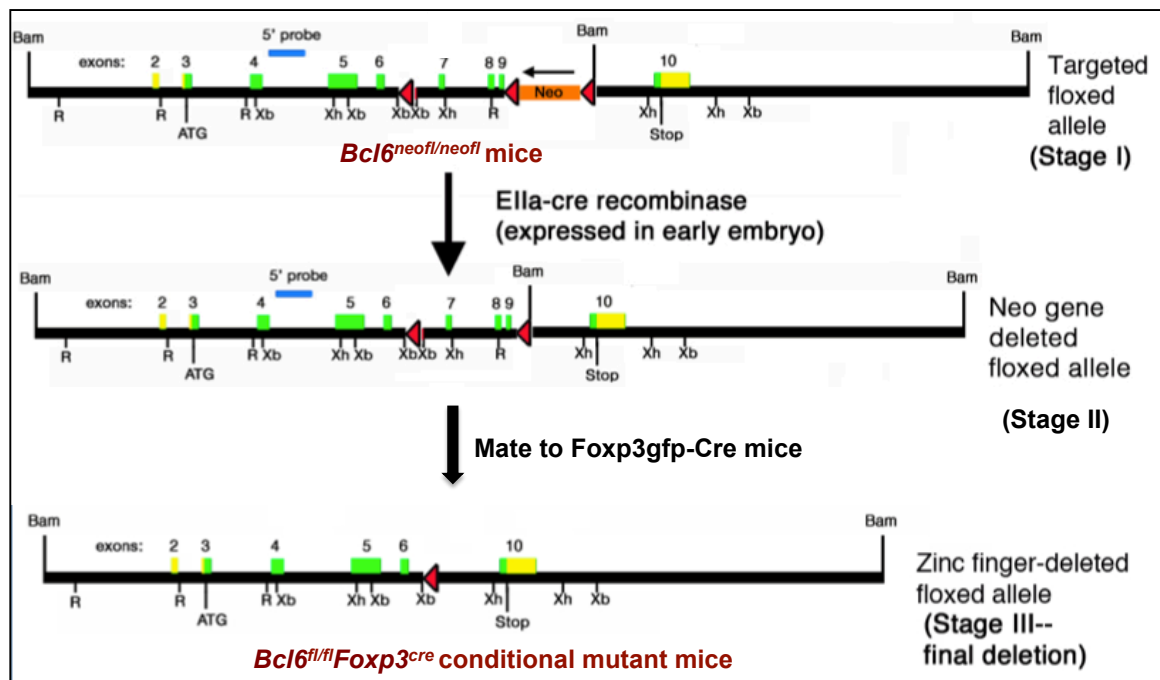 Bam Bam Bam
5' probe
exons: 2 3 4 5 6 7 8 9 10
Neo
R R R Xb Xh Xb XbXb Xh R Xh Xh Xb
ATG Stop
Targeted
floxed
allele
(Stage I)
Bcl6neofl/neofl mice
EIIa-cre recombinase
(expressed in early embryo)
Bam Bam Bam
5' probe
exons: 2 3 4 5 6 7 8 9 10
R R R Xb Xh Xb XbXb Xh R Xh Xh Xb
ATG Stop
Neo gene
deleted
floxed allele
(Stage II)
Mate to Foxp3gfp-Cre mice
Bam Bam
exons: 2 3 4 5 6 10
R R R Xb Xh Xb Xb Xh Xh Xb
ATG Stop
Zinc finger-deleted
floxed allele
(Stage III--
final deletion)
Bcl6fl/flFoxp3cre conditional mutant mice